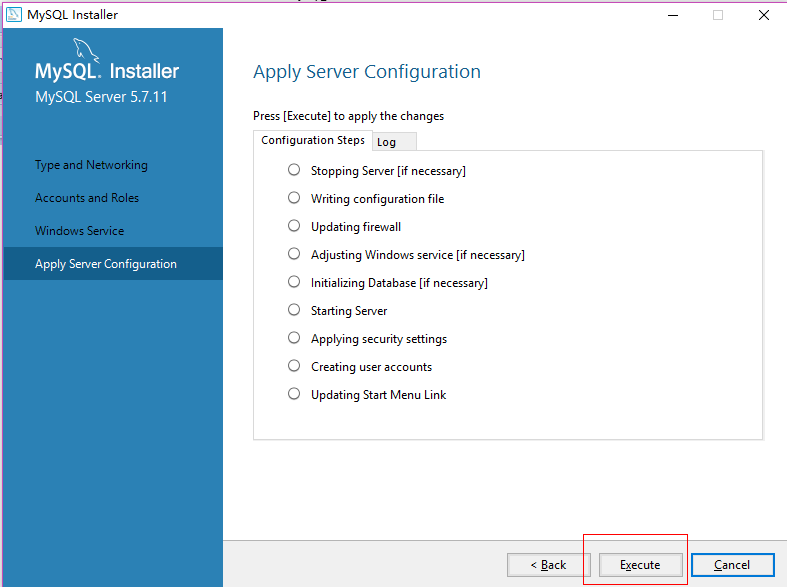 MySQL Installer
MySQL. Installer
MySQL Server 5.7.11
Type and Networking
Accounts and Roles
Windows Service
Apply Server Configuration
Apply Server Configuration
Press [Execute] to apply the changes
Configuration Steps Log
Stopping Server [if necessary]
Writing configuration file
Updating firewall
Adjusting Windows service [if necessary]
Initializing Database [if necessary]
Starting Server
Applying security settings
Creating user accounts
Updating Start Menu Link
< Back Execute Cancel